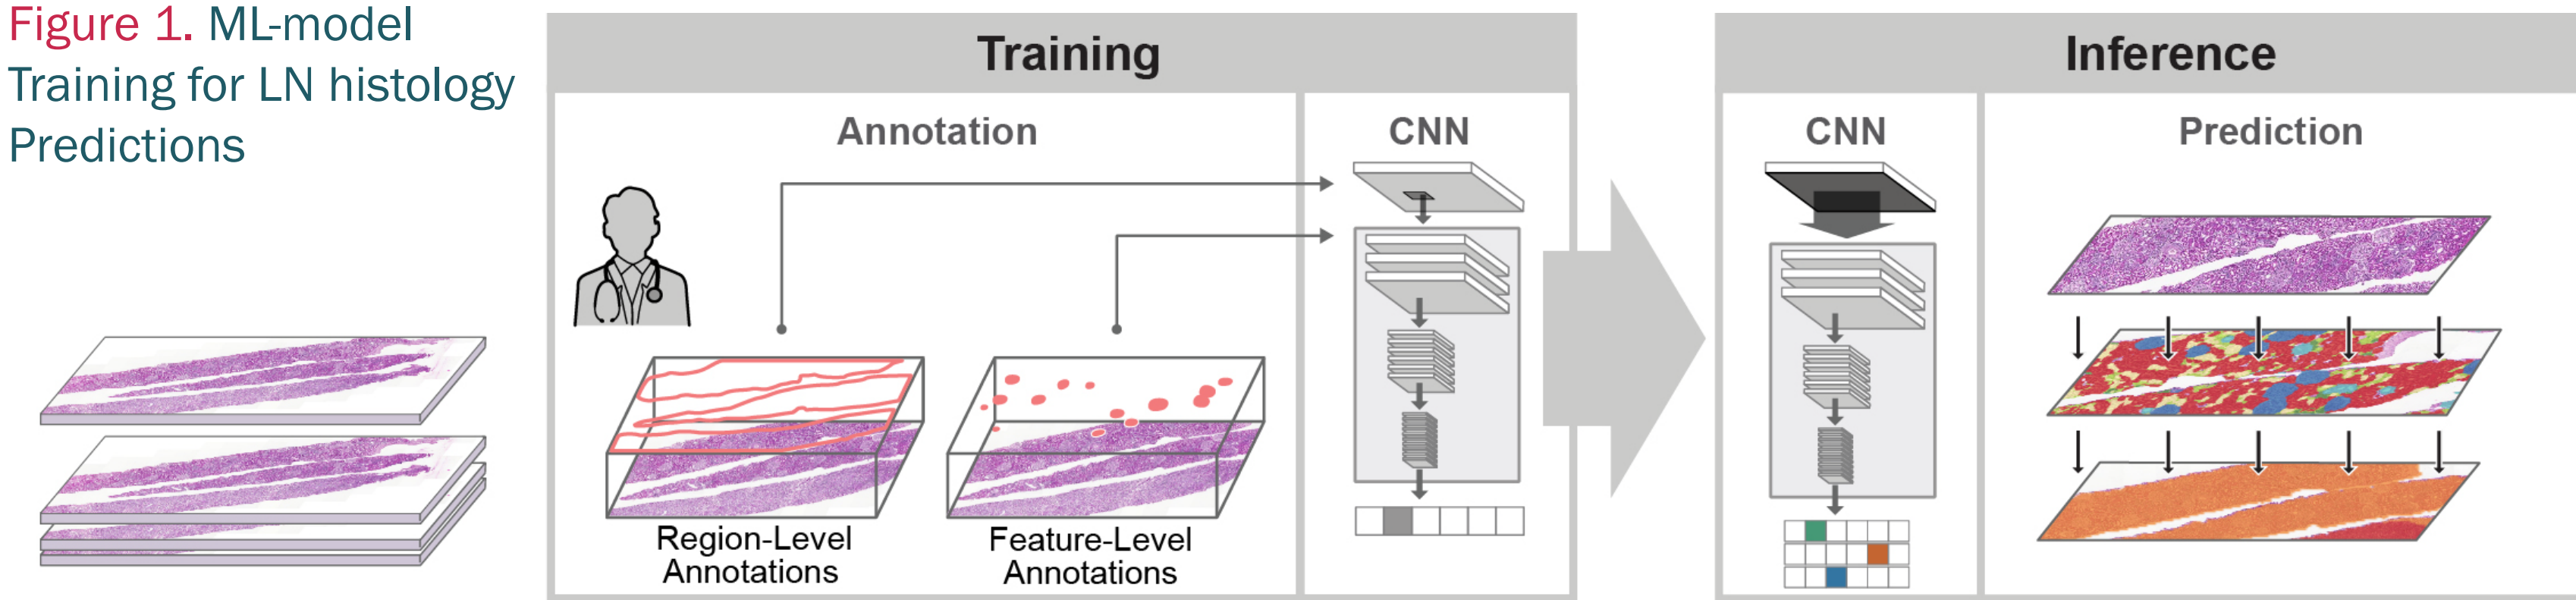 Figure 1. ML-model
Training for LN histology
Predictions
Training
Annotation
CNN
Region-Level
Annotations
Feature-Level
Annotations
Inference
CNN
Prediction